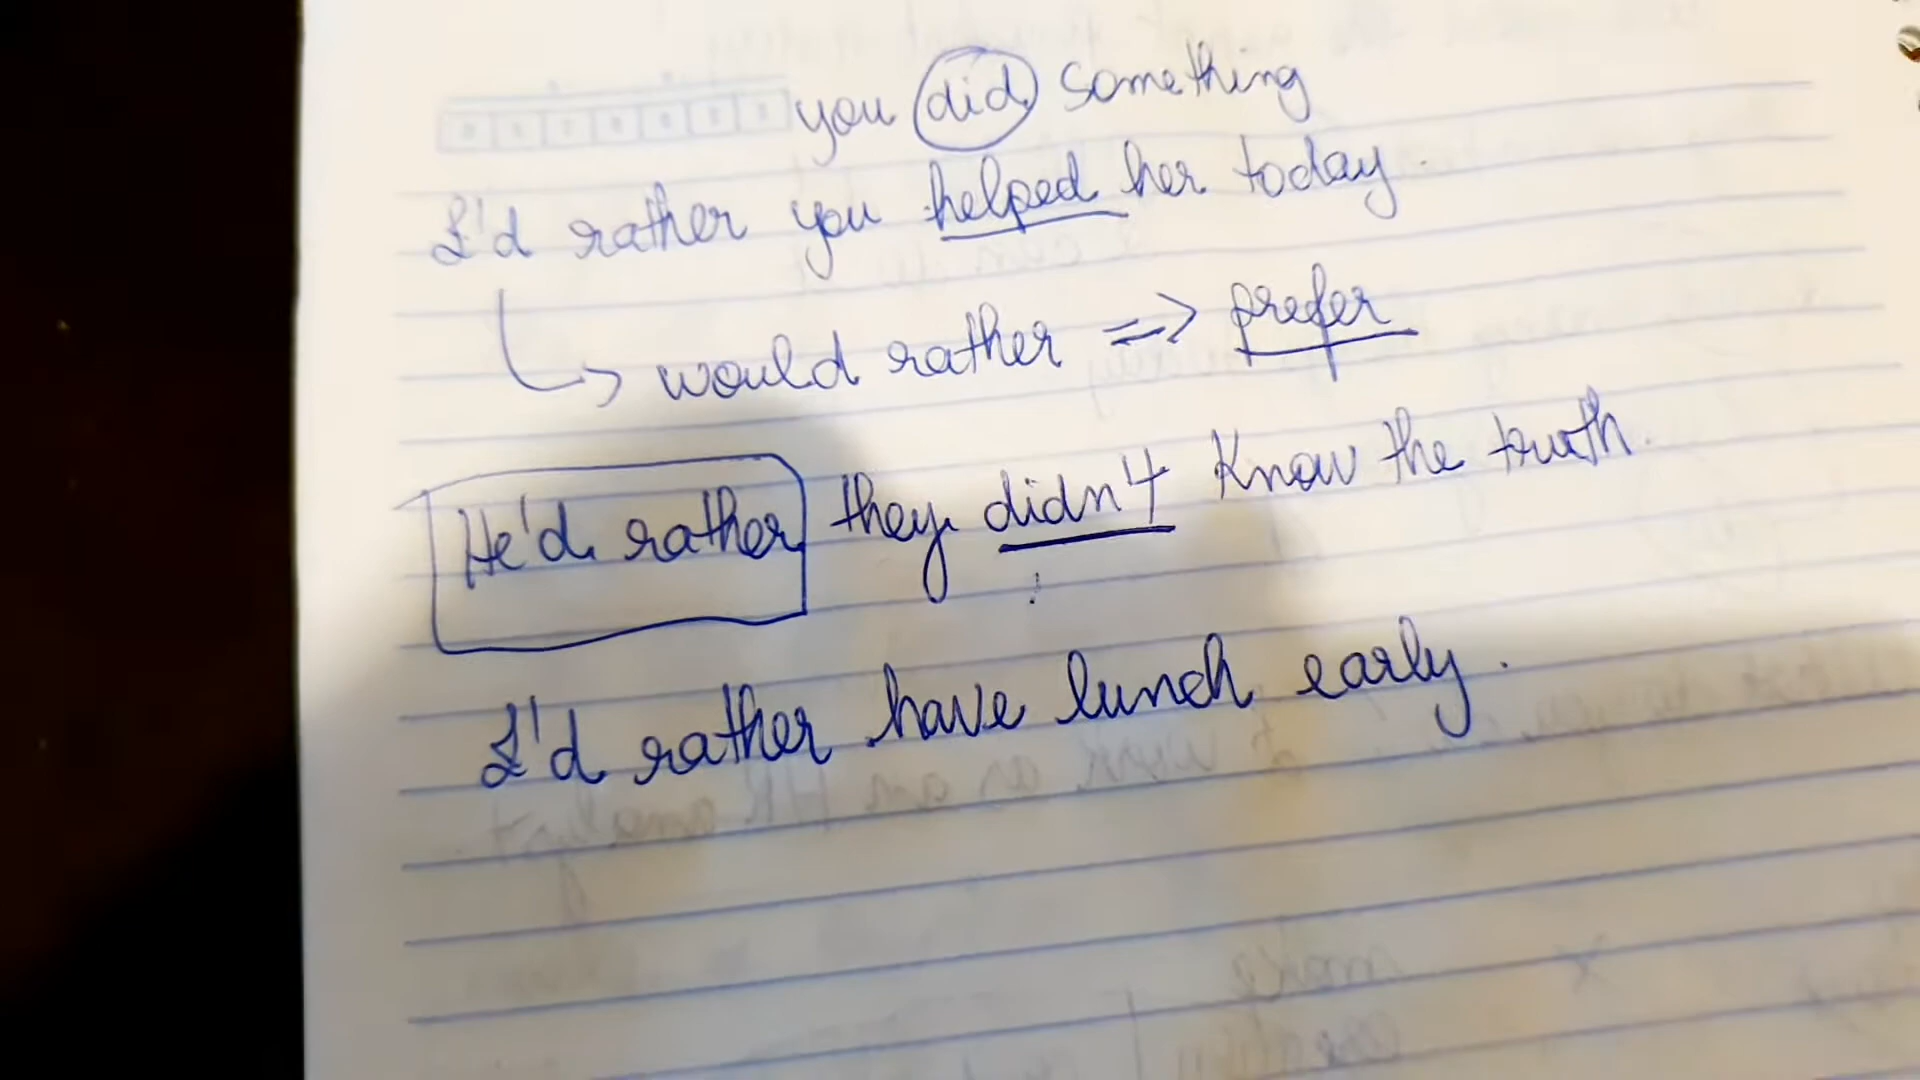 you did something
I'd rather you helped her today.
would rather => prefer
He'd rather they didn't know the truth.
I'd rather have lunch early.